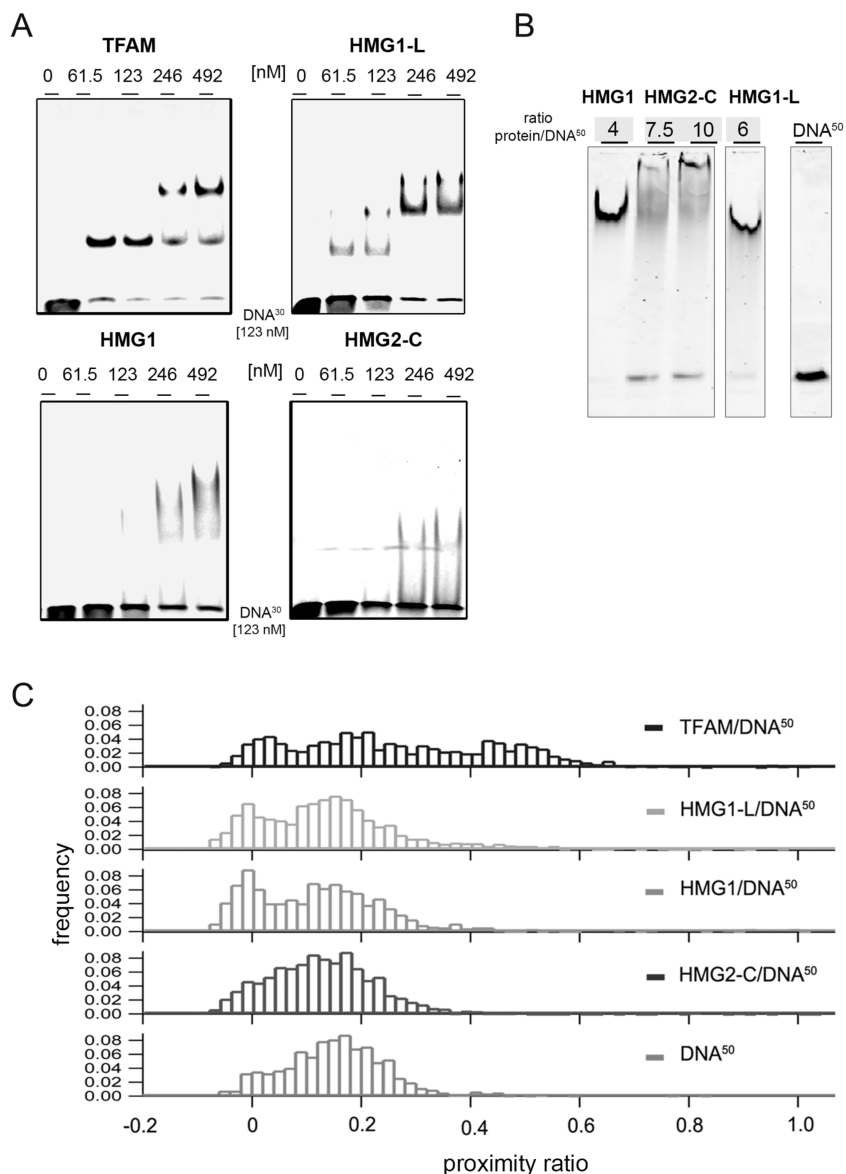 A
TFAM
0 61.5 123 246 492
HMG1-L
[nM] 0 61.5 123 246 492
DNA³⁰
[123 nM]
HMG1
0 61.5 123 246 492
HMG2-C
[nM] 0 61.5 123 246 492
DNA³⁰
[123 nM]
B
HMG1 HMG2-C HMG1-L
ratio
protein/DNA⁵⁰ 4 7.5 10 6 DNA⁵⁰
C
frequency
0.08
0.06
0.04
0.02
0.00
TFAM/DNA⁵⁰
0.08
0.06
0.04
0.02
0.00
HMG1-L/DNA⁵⁰
0.08
0.06
0.04
0.02
0.00
HMG1/DNA⁵⁰
0.08
0.06
0.04
0.02
0.00
HMG2-C/DNA⁵⁰
0.08
0.06
0.04
0.02
0.00
DNA⁵⁰
-0.2 0 0.2 0.4 0.6 0.8 1.0
proximity ratio